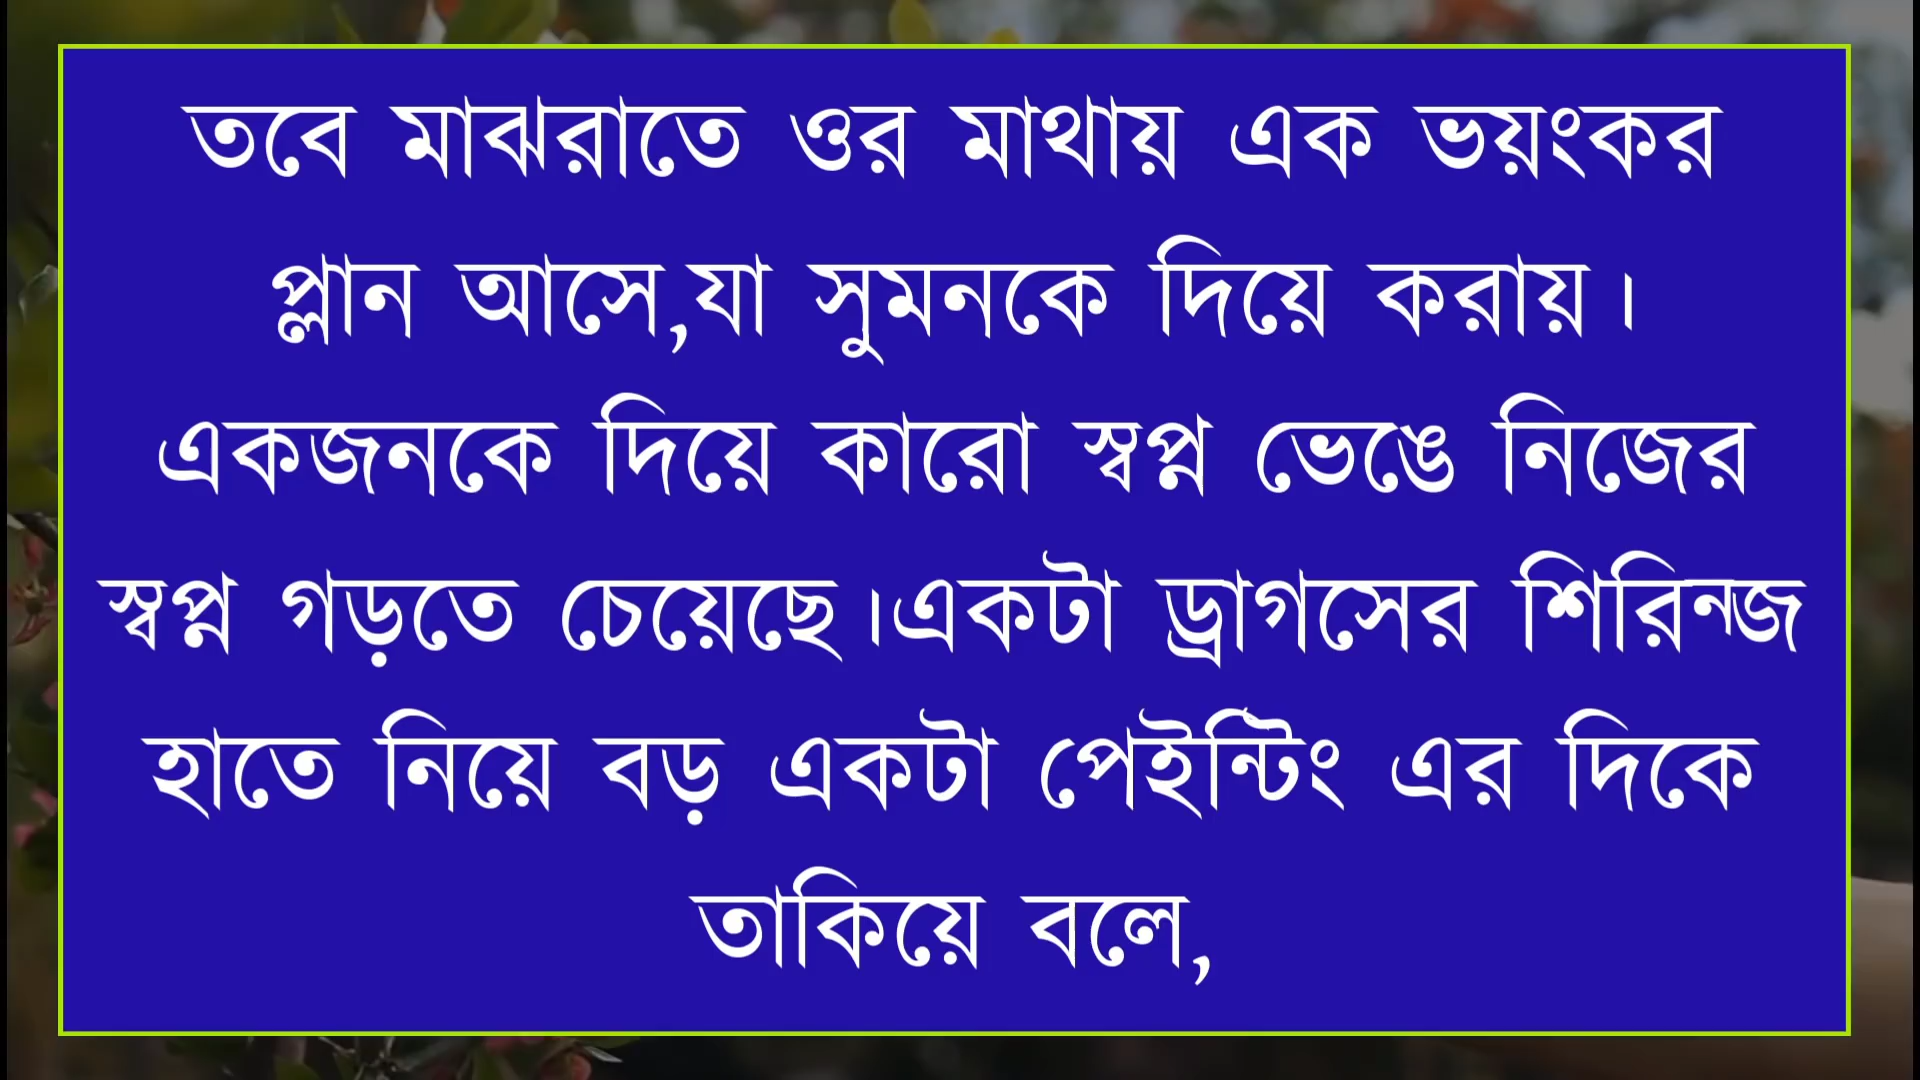 তবে মাঝরাতে ওর মাথায় এক ভয়ংকর
প্লান আসে,যা সুমনকে দিয়ে করায়।
একজনকে দিয়ে কারো স্বপ্ন ভেঙে নিজের
স্বপ্ন গড়তে চেয়েছে।একটা ড্রাগসের শিরিন্জ
হাতে নিয়ে বড় একটা পেইন্টিং এর দিকে
তাকিয়ে বলে,